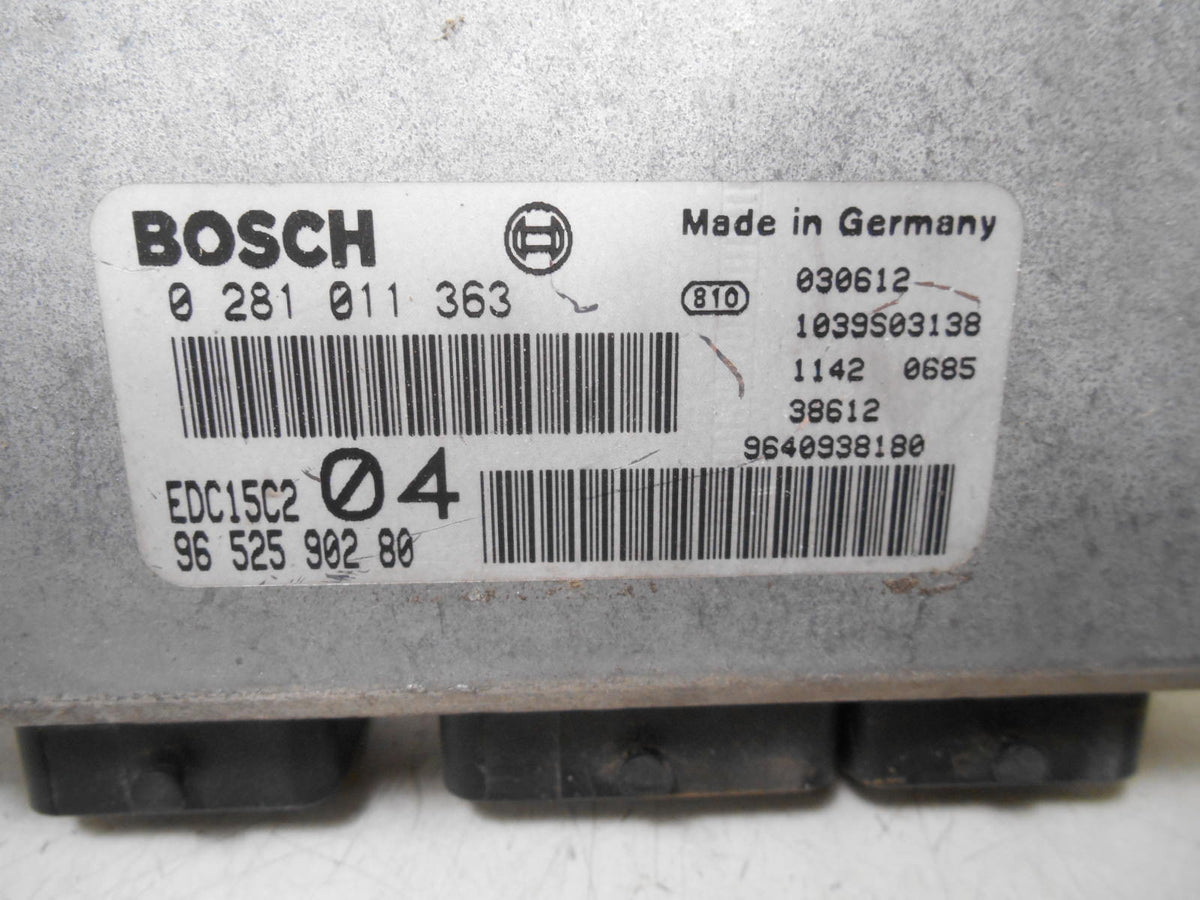 BOSCH
Made in Germany
0 281 011 363
810
030612
1039S03138
1142 0685
38612
9640938180
EDC15C2 04
96 525 902 80